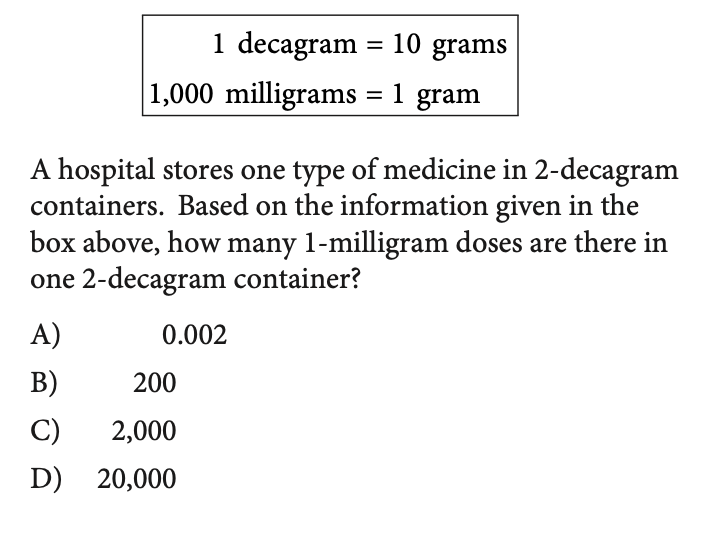 1 decagram = 10 grams
1,000 milligrams = 1 gram
A hospital stores one type of medicine in 2-decagram
containers. Based on the information given in the
box above, how many 1-milligram doses are there in
one 2-decagram container?
A) 0.002
B) 200
C) 2,000
D) 20,000